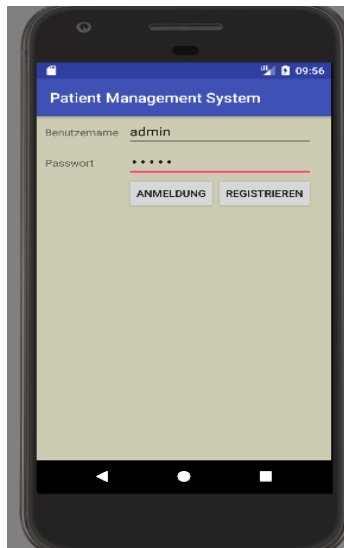 09:56
Patient Management System
Benutzername admin
Passwort •••••
ANMELDUNG REGISTRIEREN